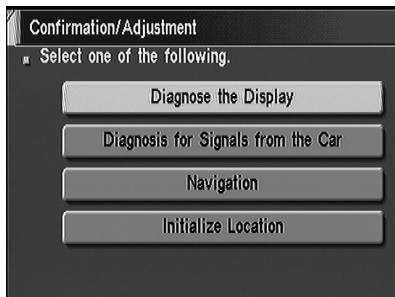 Confirmation/Adjustment
Select one of the following.
Diagnose the Display
Diagnosis for Signals from the Car
Navigation
Initialize Location